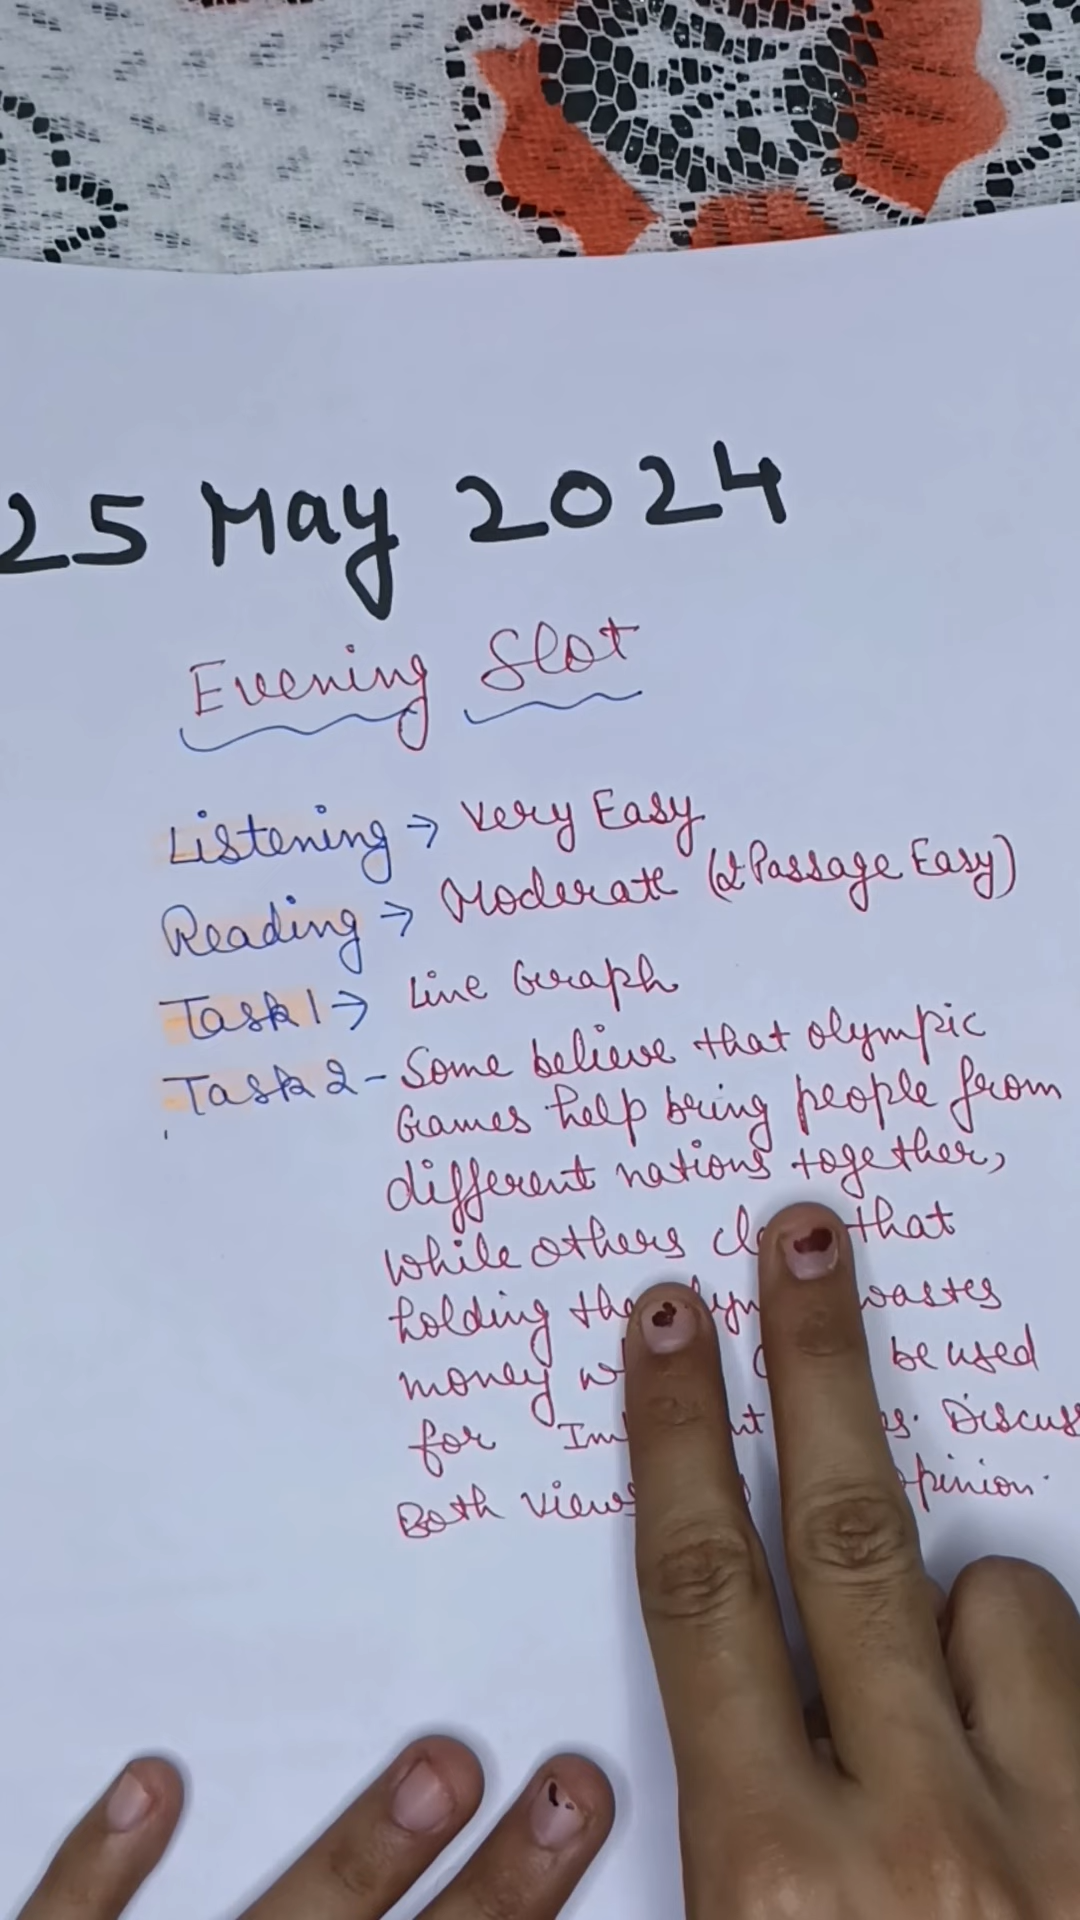 25 May 2024
Evening Slot
Listening → Very Easy
Reading → Moderate (2 Passage Easy)
Task 1 → Line Graph
Task 2 - Some believe that olympic
Games help bring people from
different nations together,
while others that
holding wastes
money be used
for Discuss
Both views opinion.